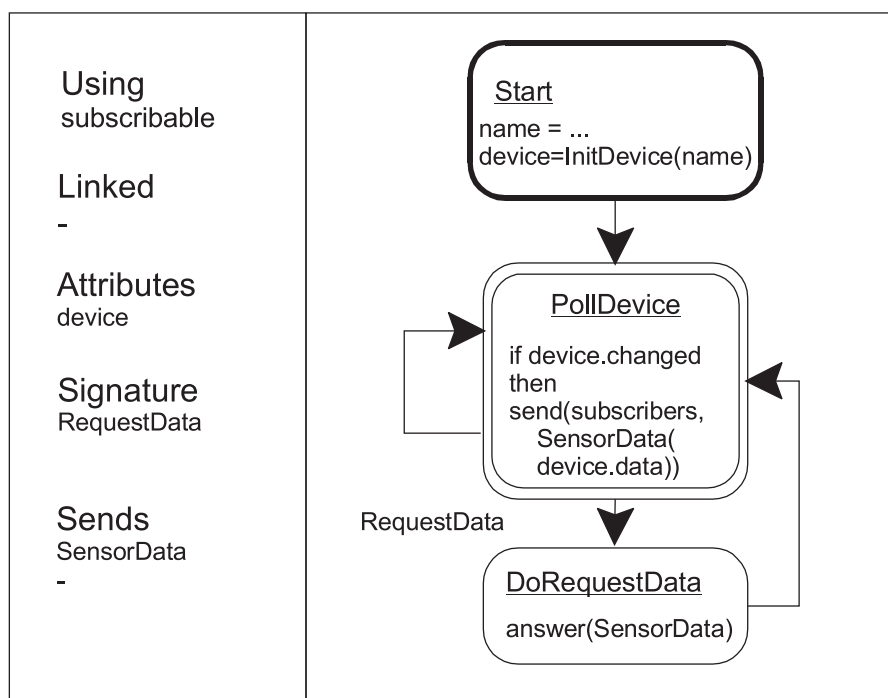 Using
subscribable
Linked
-
Attributes
device
Signature
RequestData
Sends
SensorData
-
Start
name = ...
device=InitDevice(name)
PollDevice
if device.changed
then
send(subscribers,
SensorData(
device.data))
RequestData
DoRequestData
answer(SensorData)